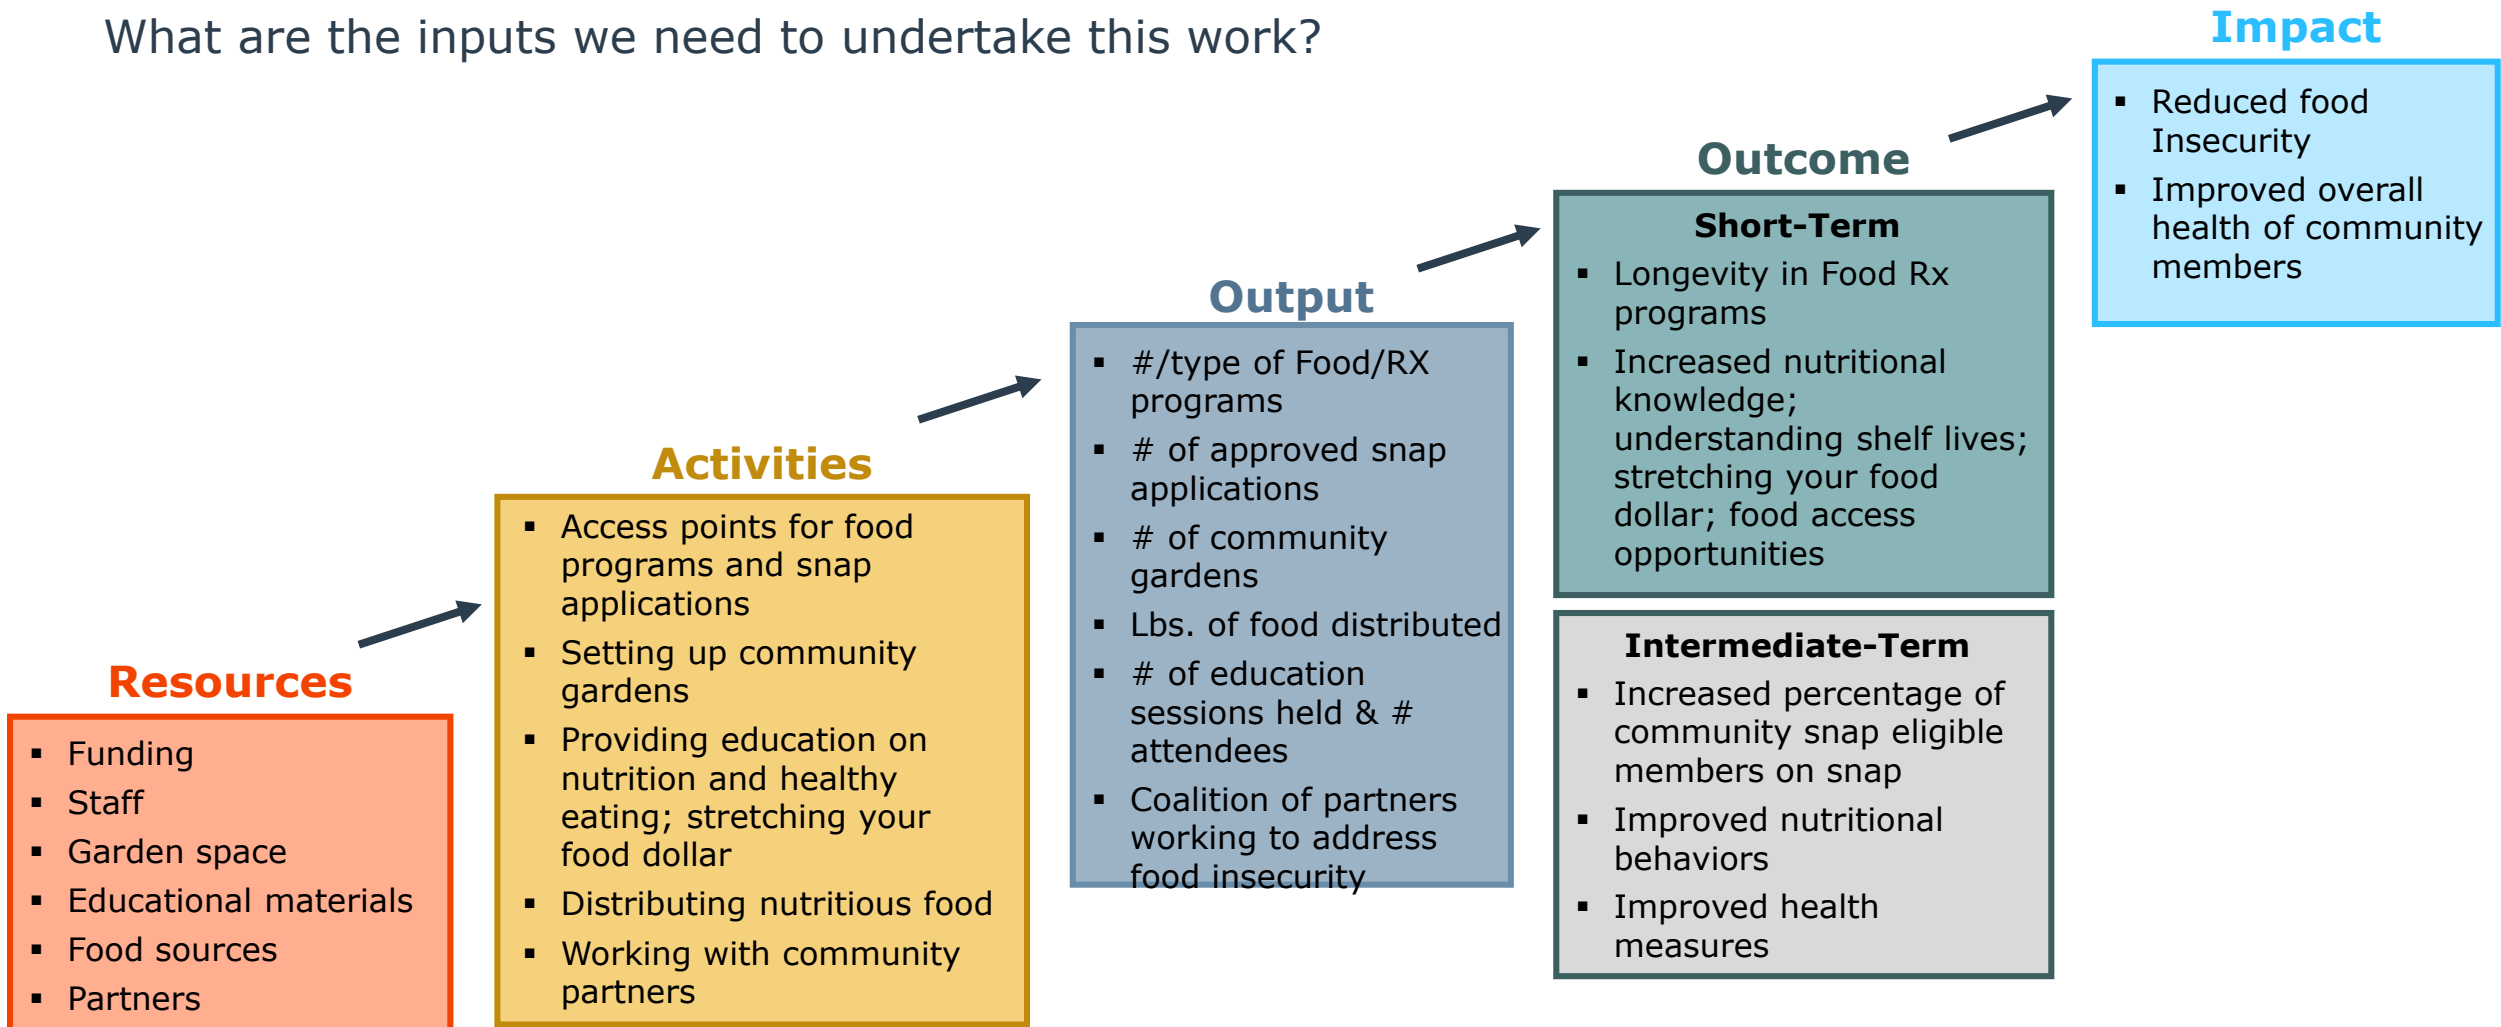 What are the inputs we need to undertake this work?
Resources
▪ Funding
▪ Staff
▪ Garden space
▪ Educational materials
▪ Food sources
▪ Partners
Activities
▪ Access points for food
programs and snap
applications
▪ Setting up community
gardens
▪ Providing education on
nutrition and healthy
eating; stretching your
food dollar
▪ Distributing nutritious food
▪ Working with community
partners
Output
▪ #/type of Food/RX
programs
▪ # of approved snap
applications
▪ # of community
gardens
▪ Lbs. of food distributed
▪ # of education
sessions held & #
attendees
▪ Coalition of partners
working to address
food insecurity
Outcome
Short-Term
▪ Longevity in Food Rx
programs
▪ Increased nutritional
knowledge;
understanding shelf lives;
stretching your food
dollar; food access
opportunities
Intermediate-Term
▪ Increased percentage of
community snap eligible
members on snap
▪ Improved nutritional
behaviors
▪ Improved health
measures
Impact
▪ Reduced food
Insecurity
▪ Improved overall
health of community
members